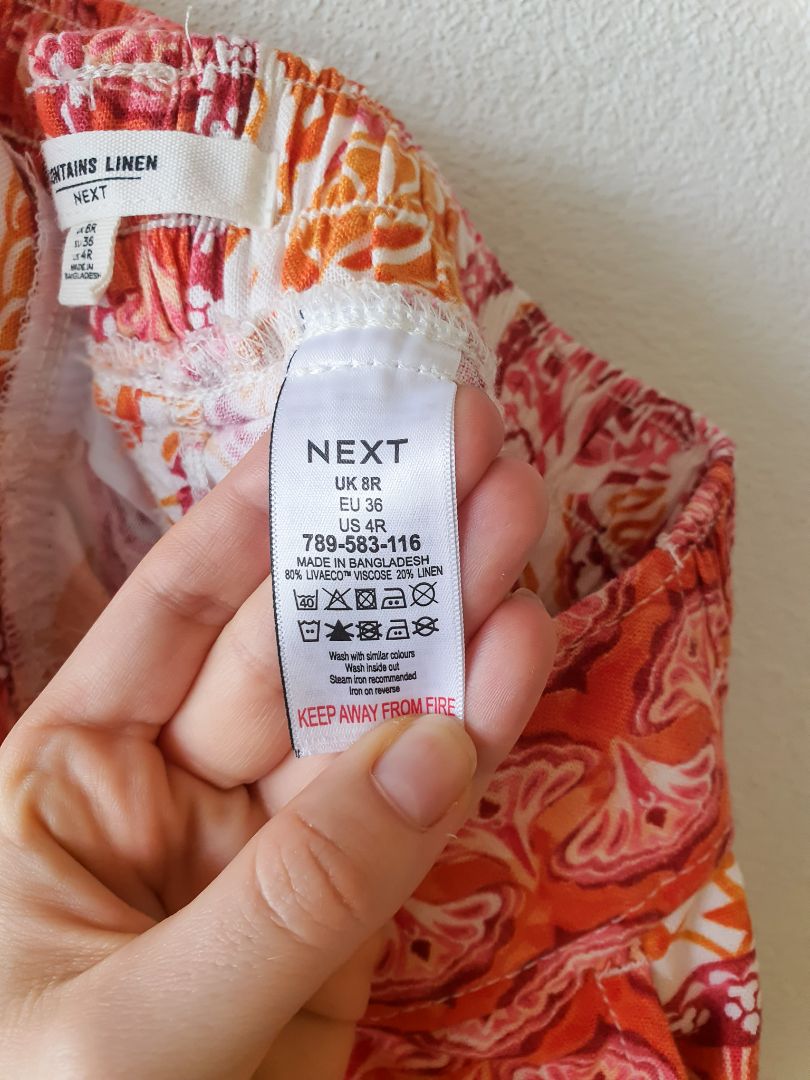 CONTAINS LINEN
NEXT
UK 8R
EU 36
US 4R
MADE IN
BANGLADESH
NEXT
UK 8R
EU 36
US 4R
789-583-116
MADE IN BANGLADESH
80% LIVAECO™ VISCOSE 20% LINEN
40
Wash with similar colours
Wash inside out
Steam iron recommended
Iron on reverse
KEEP AWAY FROM FIRE